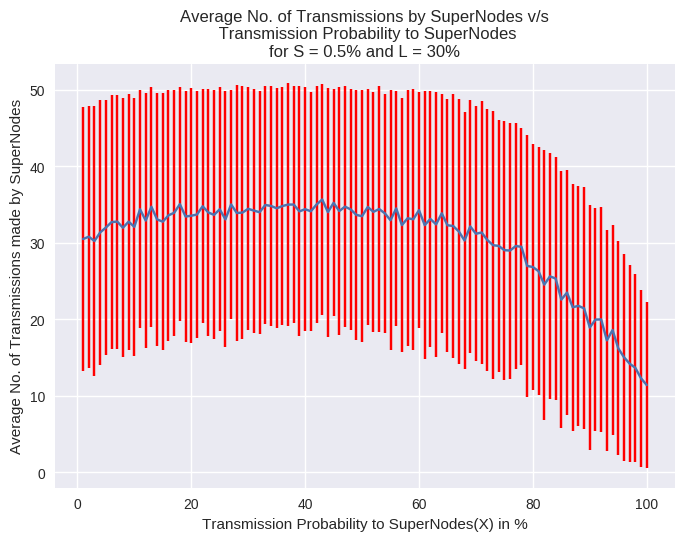 Average No. of Transmissions by SuperNodes v/s
Transmission Probability to SuperNodes
for S = 0.5% and L = 30%
Average No. of Transmissions made by SuperNodes
50
40
30
20
10
0
0 20 40 60 80 100
Transmission Probability to SuperNodes(X) in %